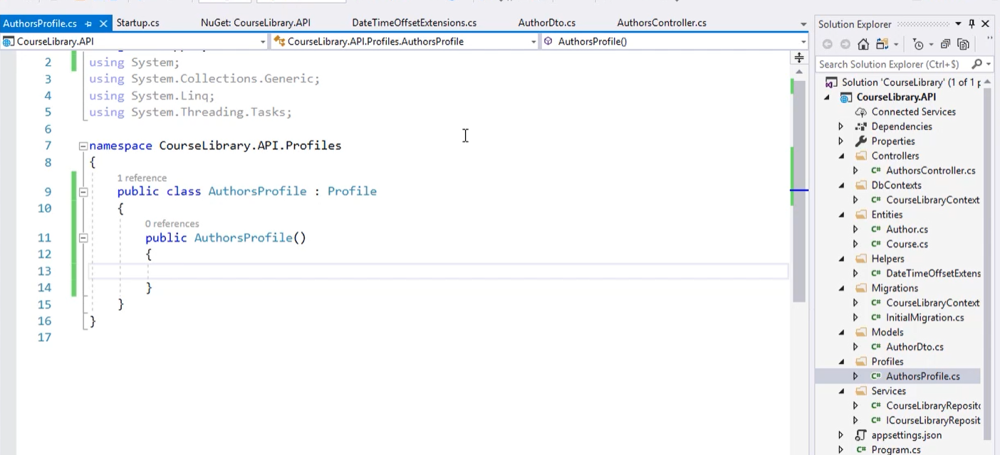 AuthorsProfile.cs
Startup.cs
NuGet: CourseLibrary.API
DateTimeOffsetExtensions.cs
AuthorDto.cs
AuthorsController.cs
CourseLibrary.API
CourseLibrary.API.Profiles.AuthorsProfile
AuthorsProfile()
2 using System;
3 using System.Collections.Generic;
4 using System.Linq;
5 using System.Threading.Tasks;
6
7 namespace CourseLibrary.API.Profiles
8 {
1 reference
9 public class AuthorsProfile : Profile
10 {
0 references
11 public AuthorsProfile()
12 {
13
14 }
15 }
16 }
17
Solution Explorer
Search Solution Explorer (Ctrl+$)
Solution 'CourseLibrary' (1 of 1 p
CourseLibrary.API
Connected Services
Dependencies
Properties
Controllers
C# AuthorsController.cs
DbContexts
C# CourseLibraryContext
Entities
C# Author.cs
C# Course.cs
Helpers
C# DateTimeOffsetExtens
Migrations
C# CourseLibraryContext
C# InitialMigration.cs
Models
C# AuthorDto.cs
Profiles
C# AuthorsProfile.cs
Services
C# CourseLibraryReposito
C# ICourseLibraryReposit
appsettings.json
C# Program.cs